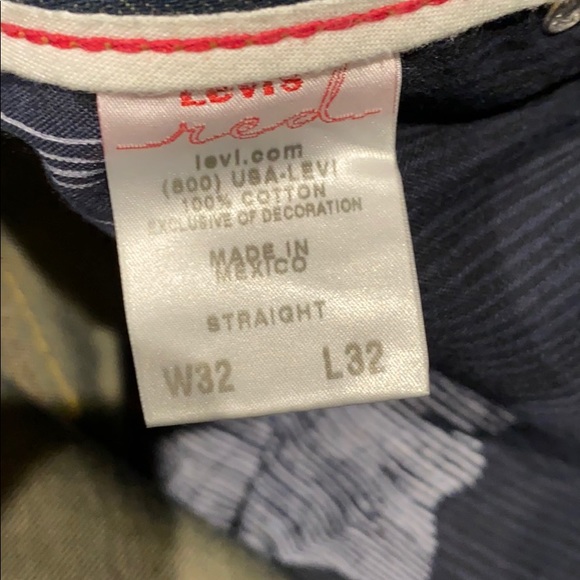 Levi's
red
levi.com
(800) USA-LEVI
100% COTTON
EXCLUSIVE OF DECORATION
MADE IN
MEXICO
STRAIGHT
W32 L32